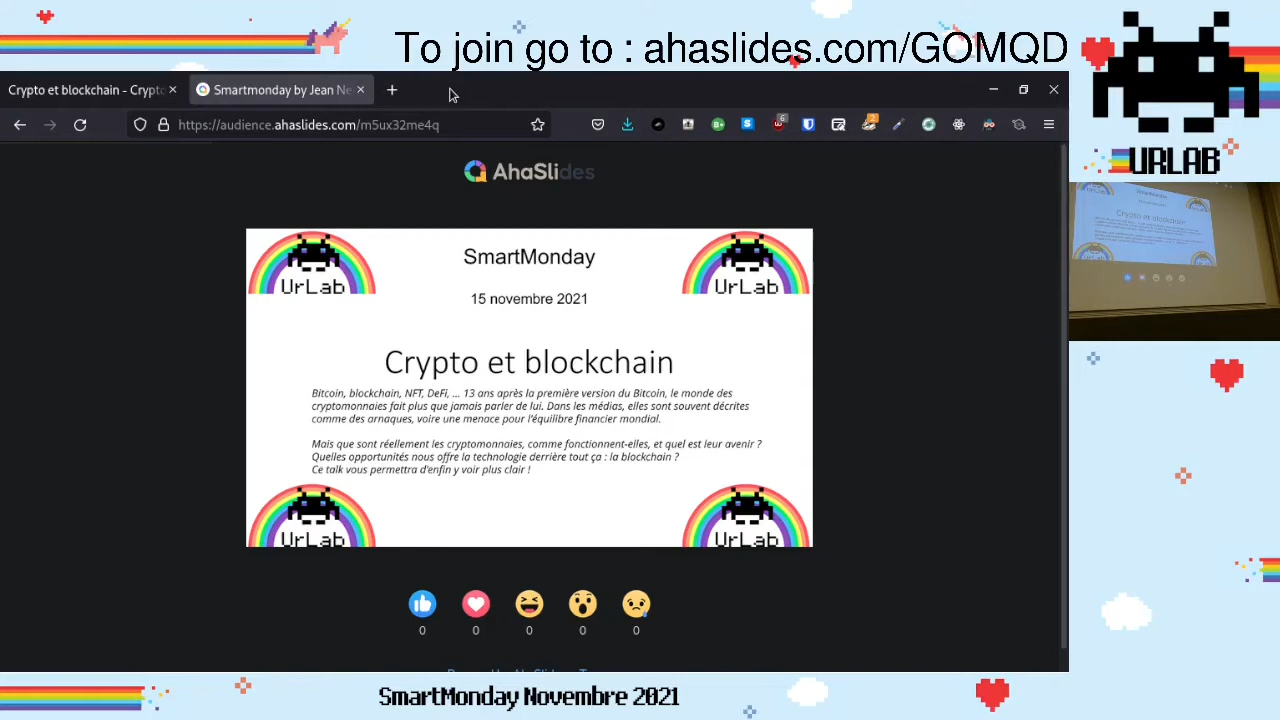 To join go to : ahaslides.com/GOMQD
Crypto et blockchain - Crypto
Smartmonday by Jean Ne
URLAB
https://audience.ahaslides.com/m5ux32me4q
6
2
AhaSlides
SmartMonday
UrLab
UrLab
15 novembre 2021
Crypto et blockchain
Bitcoin, blockchain, NFT, DeFi, ... 13 ans après la première version du Bitcoin, le monde des
cryptomonnaies fait plus que jamais parler de lui. Dans les médias, elles sont souvent décrites
comme des arnaques, voire une menace pour l'équilibre financier mondial.
Mais que sont réellement les cryptomonnaies, comme fonctionnent-elles, et quel est leur avenir ?
Quelles opportunités nous offre la technologie derrière tout ça : la blockchain ?
Ce talk vous permettra d'enfin y voir plus clair !
UrLab
UrLab
0
0
0
0
0
SmartMonday Novembre 2021